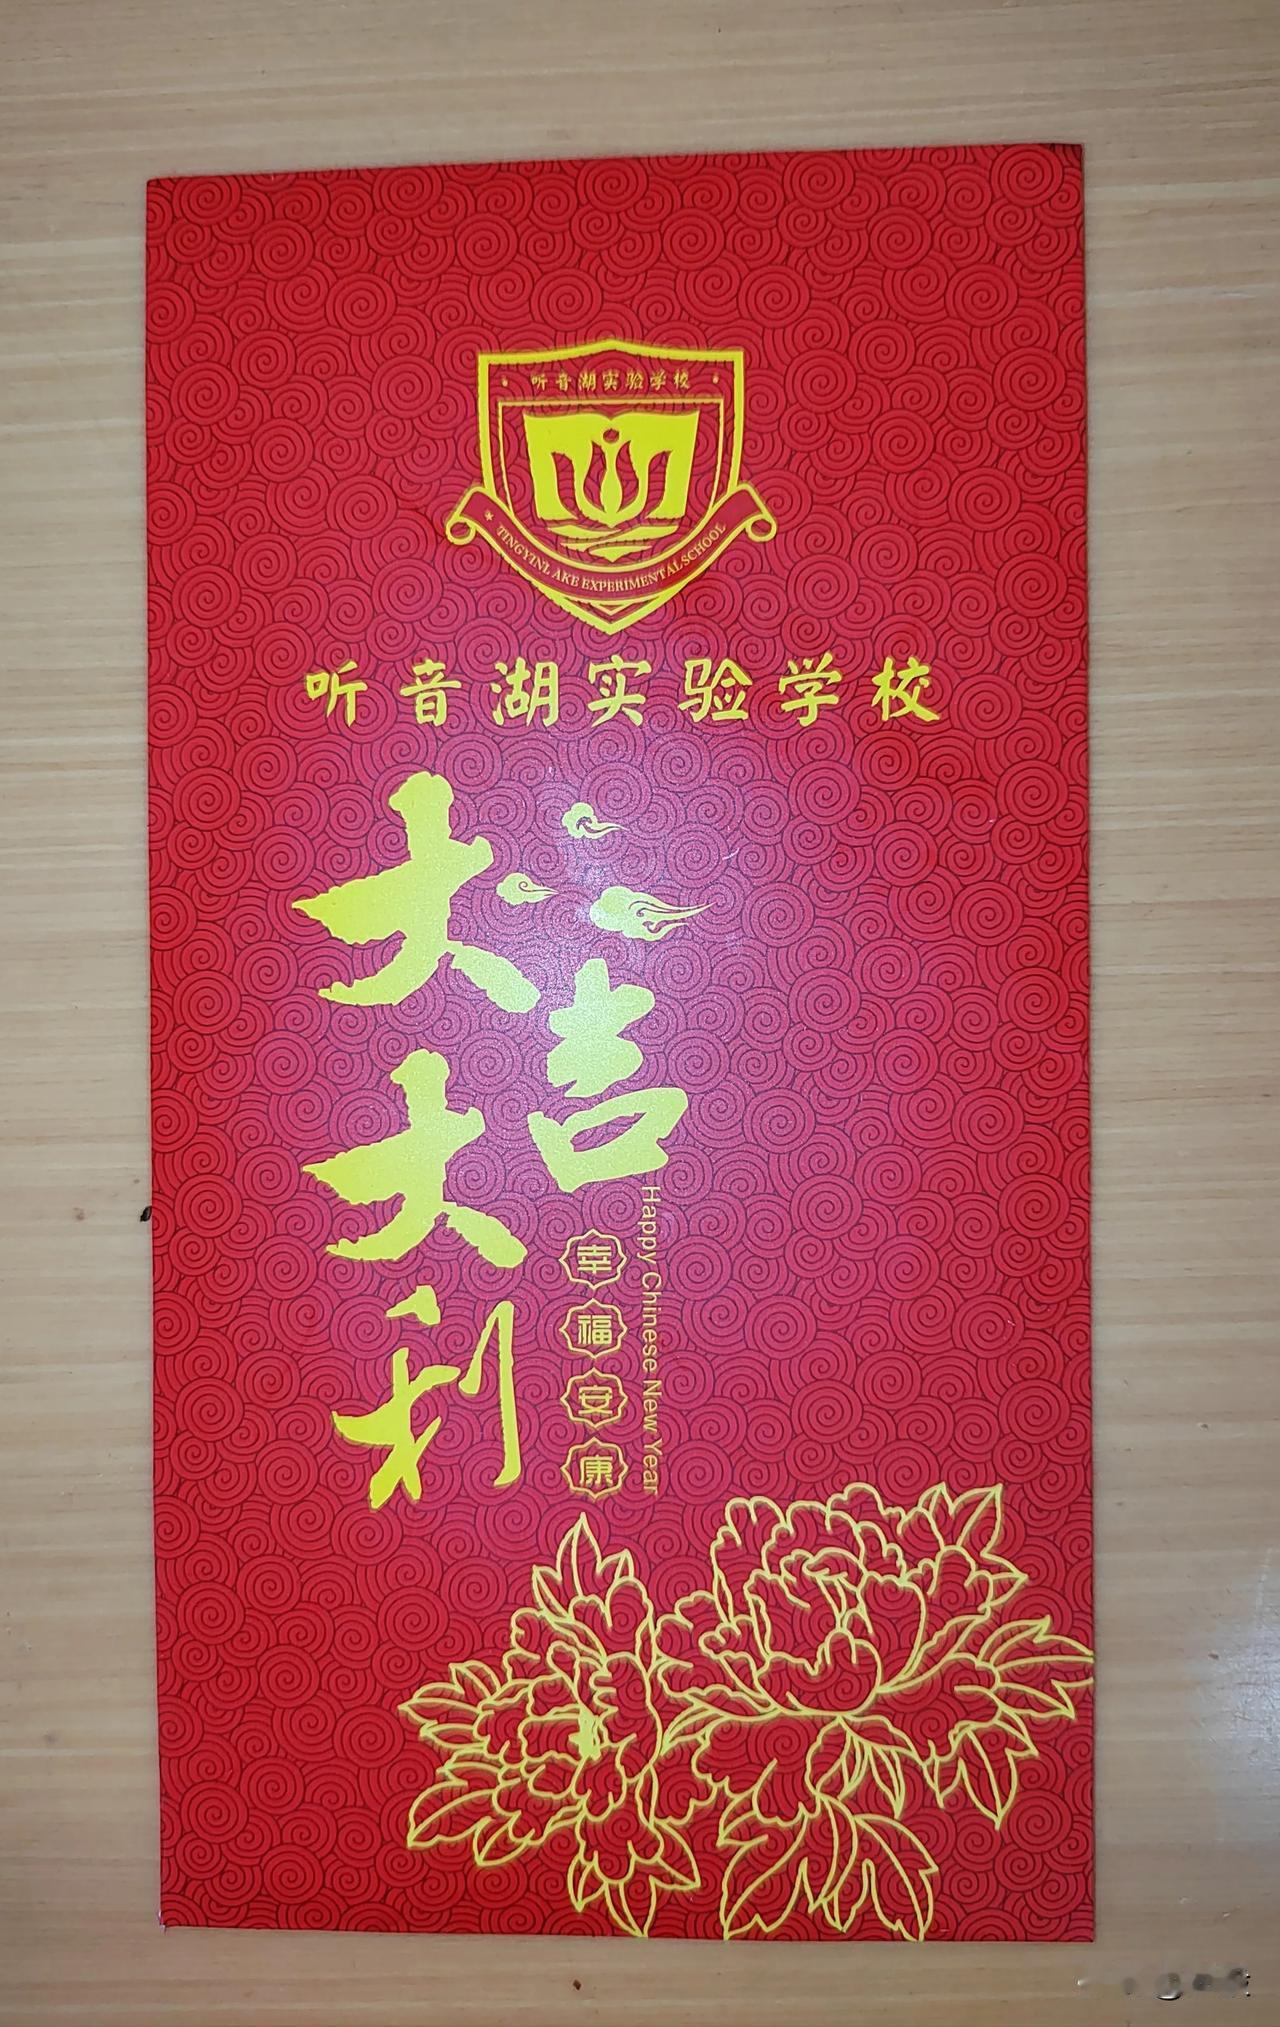 听音湖实验学校
TINGYINLAKE EXPERIMENTAL SCHOOL
听音湖实验学校
大吉
大利
幸福安康
Happy Chinese New Year